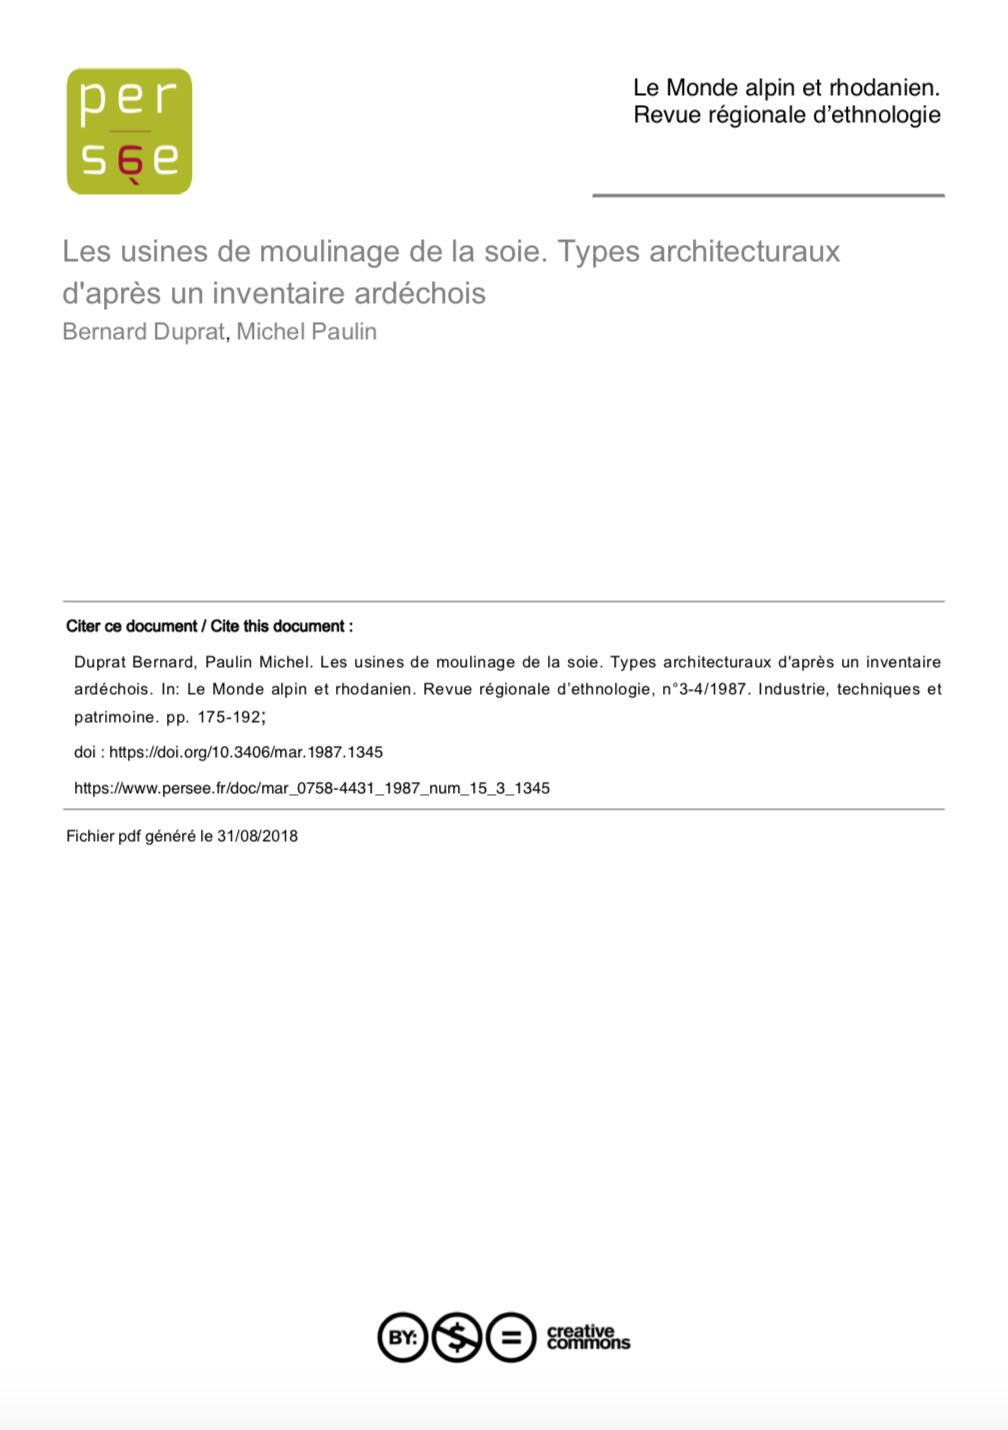 per
sée
Le Monde alpin et rhodanien.
Revue régionale d’ethnologie
Les usines de moulinage de la soie. Types architecturaux
d'après un inventaire ardéchois
Bernard Duprat, Michel Paulin
Citer ce document / Cite this document :
Duprat Bernard, Paulin Michel. Les usines de moulinage de la soie. Types architecturaux d'après un inventaire
ardéchois. In: Le Monde alpin et rhodanien. Revue régionale d’ethnologie, n°3-4/1987. Industrie, techniques et
patrimoine. pp. 175-192;
doi : https://doi.org/10.3406/mar.1987.1345
https://www.persee.fr/doc/mar_0758-4431_1987_num_15_3_1345
Fichier pdf généré le 31/08/2018
BY: $ = creative
commons